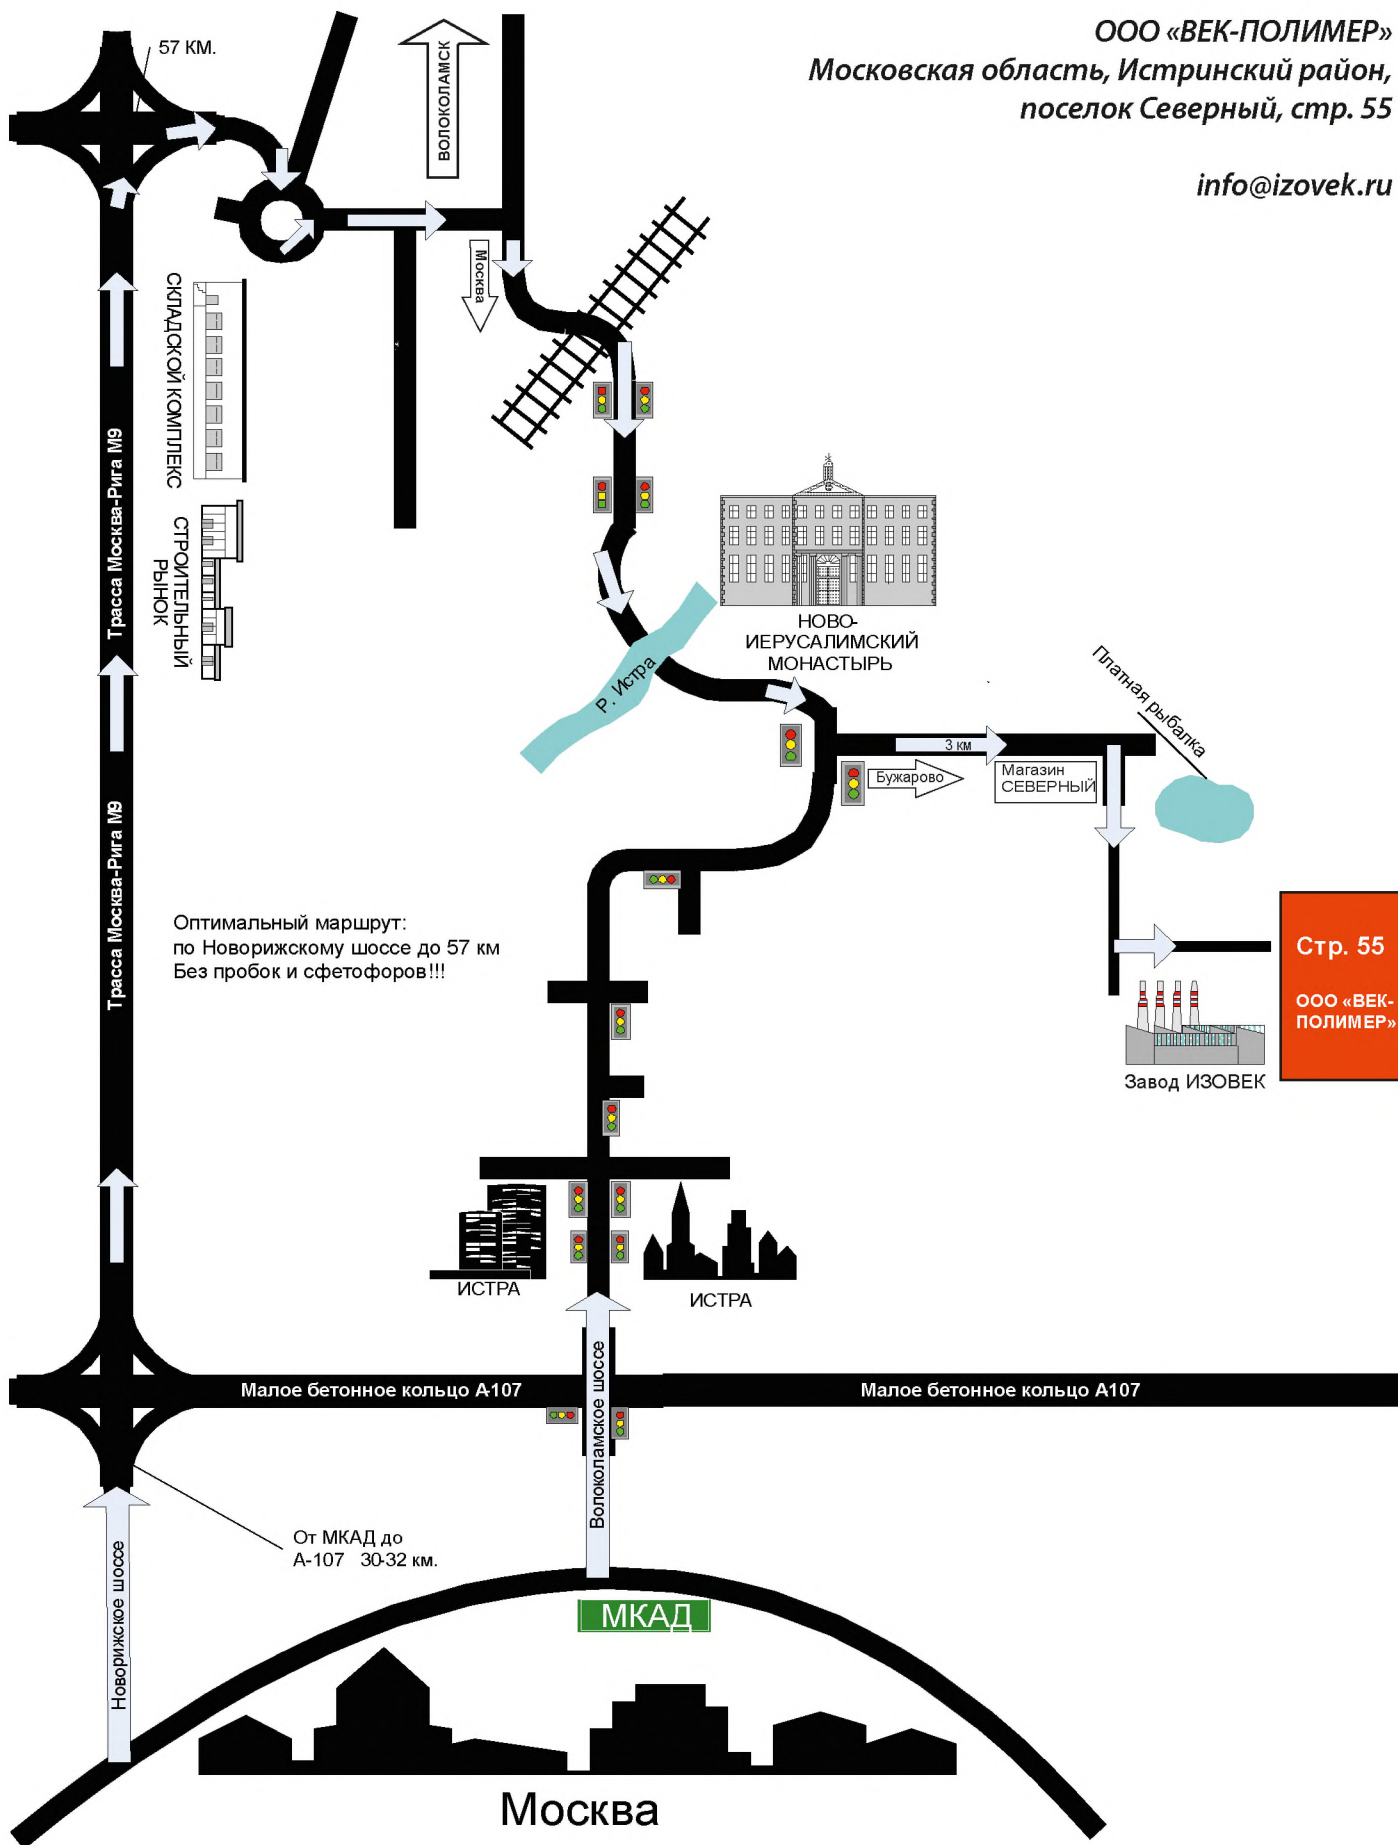 ООО «ВЕК-ПОЛИМЕР»
Московская область, Истринский район,
поселок Северный, стр. 55
info@izovek.ru
57 КМ.
ВОЛОКОЛАМСК
Москва
СКЛАДСКОЙ КОМПЛЕКС
Трасса Москва-Рига М9
СТРОИТЕЛЬНЫЙ
РЫНОК
НОВО-
ИЕРУСАЛИМСКИЙ
МОНАСТЫРЬ
Р. Истра
Платная рыбалка
3 км
Бужарово
Магазин
СЕВЕРНЫЙ
Трасса Москва-Рига М9
Оптимальный маршрут:
по Новорижскому шоссе до 57 км
Без пробок и сфетофоров!!!
Стр. 55
ООО «ВЕК-
ПОЛИМЕР»
Завод ИЗОВЕК
ИСТРА
ИСТРА
Малое бетонное кольцо А-107
Малое бетонное кольцо А107
Волоколамское шоссе
От МКАД до
А-107 30-32 км.
Новорижское шоссе
МКАД
Москва